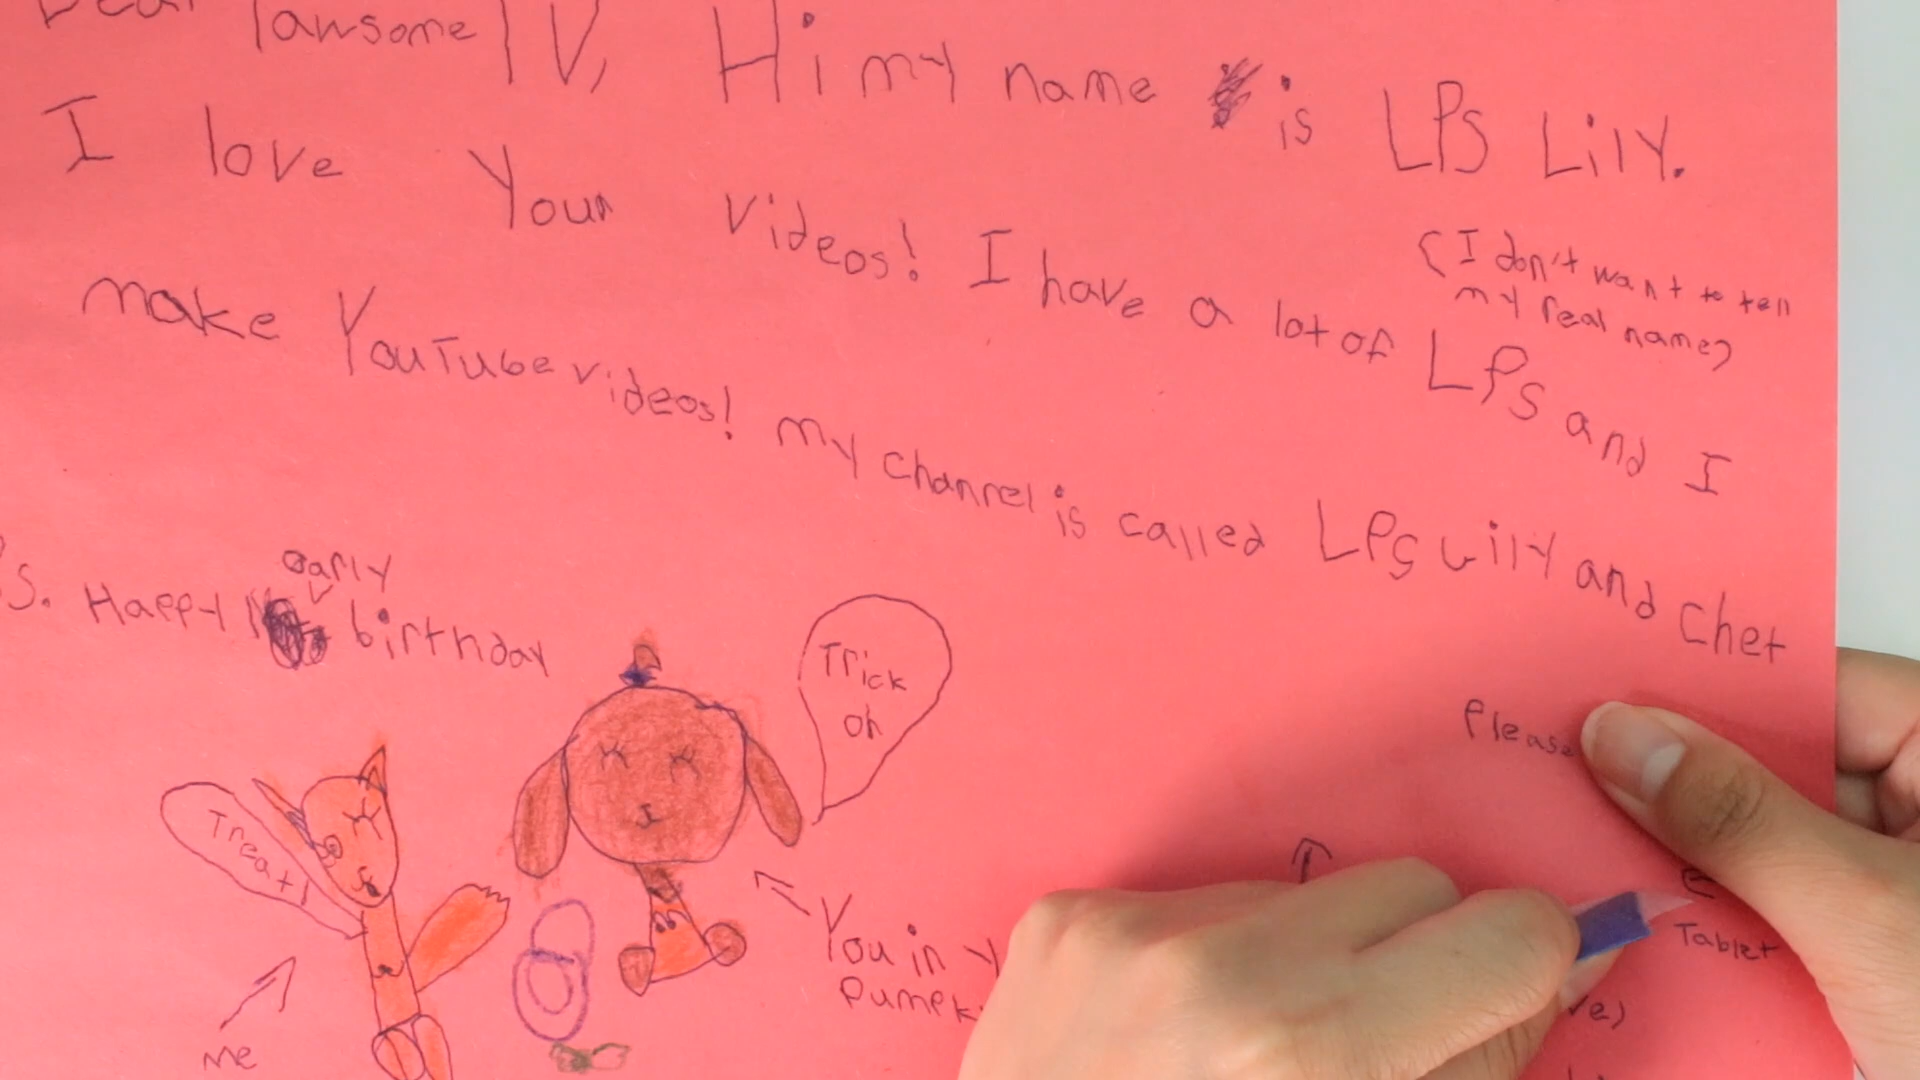 Dear Pawsome TV, Hi my name is LPS Lily.
(I don't want to tell
my real name)
I love your videos! I have a lot of LPS and I
make YouTube videos! my channel is called LPS Lily and Chet
Please
S. Happy early birthday
Trick
oh
Treat!
You in
Pumpk
me
Tablet